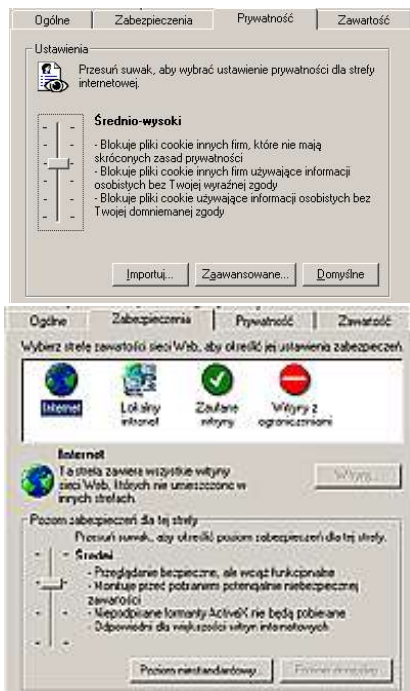 Ogólne Zabezpieczenia Prywatność Zawartość
Ustawienia
Przesuń suwak, aby wybrać ustawienie prywatności dla strefy
internetowej.
Średnio-wysoki
- Blokuje pliki cookie innych firm, które nie mają
skróconych zasad prywatności
- Blokuje pliki cookie innych firm używające informacji
osobistych bez Twojej wyraźnej zgody
- Blokuje pliki cookie używające informacji osobistych bez
Twojej domniemanej zgody
Importuj... Zaawansowane... Domyślne
Ogólne Zabezpieczenia Prywatność Zawartość
Wybierz strefę zawartości sieci Web, aby określić jej ustawienia zabezpieczeń.
Internet Lokalny intranet Zaufane witryny Witryny z ograniczeniami
Internet
Ta strefa zawiera wszystkie witryny
sieci Web, których nie umieszczono w
innych strefach.
Witryny...
Poziom zabezpieczeń dla tej strefy
Przesuń suwak, aby określić poziom zabezpieczeń dla tej strefy.
Średni
- Przeglądanie bezpieczne, ale wciąż funkcjonalne
- Monituje przed pobraniem potencjalnie niebezpiecznej
zawartości
- Niepodpisane formanty ActiveX nie będą pobierane
- Odpowiedni dla większości witryn internetowych
Poziom niestandardowy... Poziom domyślny